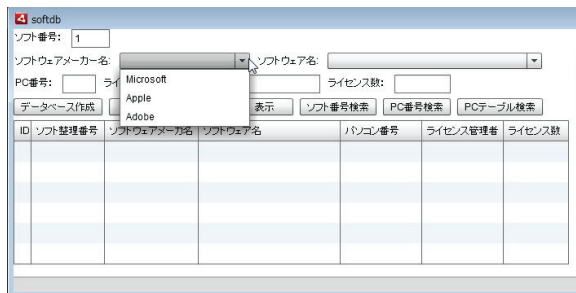 softdb
ソフト番号: 1
ソフトウェアメーカー名: ソフトウェア名:
Microsoft
PC番号: ライ ライセンス数:
Apple
データベース作成 表示 ソフト番号検索 PC番号検索 PCテーブル検索
Adobe
ID ソフト整理番号 ソフトウェアメーカ名 ソフトウェア名 パソコン番号 ライセンス管理者 ライセンス数